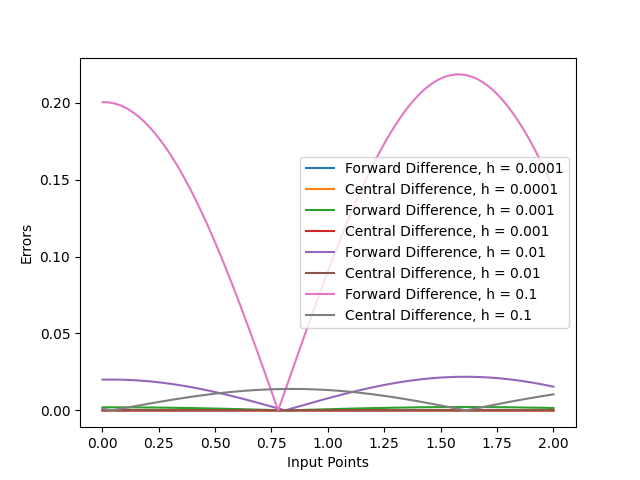 0.20
0.15
0.10
0.05
0.00
Errors
Forward Difference, h = 0.0001
Central Difference, h = 0.0001
Forward Difference, h = 0.001
Central Difference, h = 0.001
Forward Difference, h = 0.01
Central Difference, h = 0.01
Forward Difference, h = 0.1
Central Difference, h = 0.1
0.00 0.25 0.50 0.75 1.00 1.25 1.50 1.75 2.00
Input Points